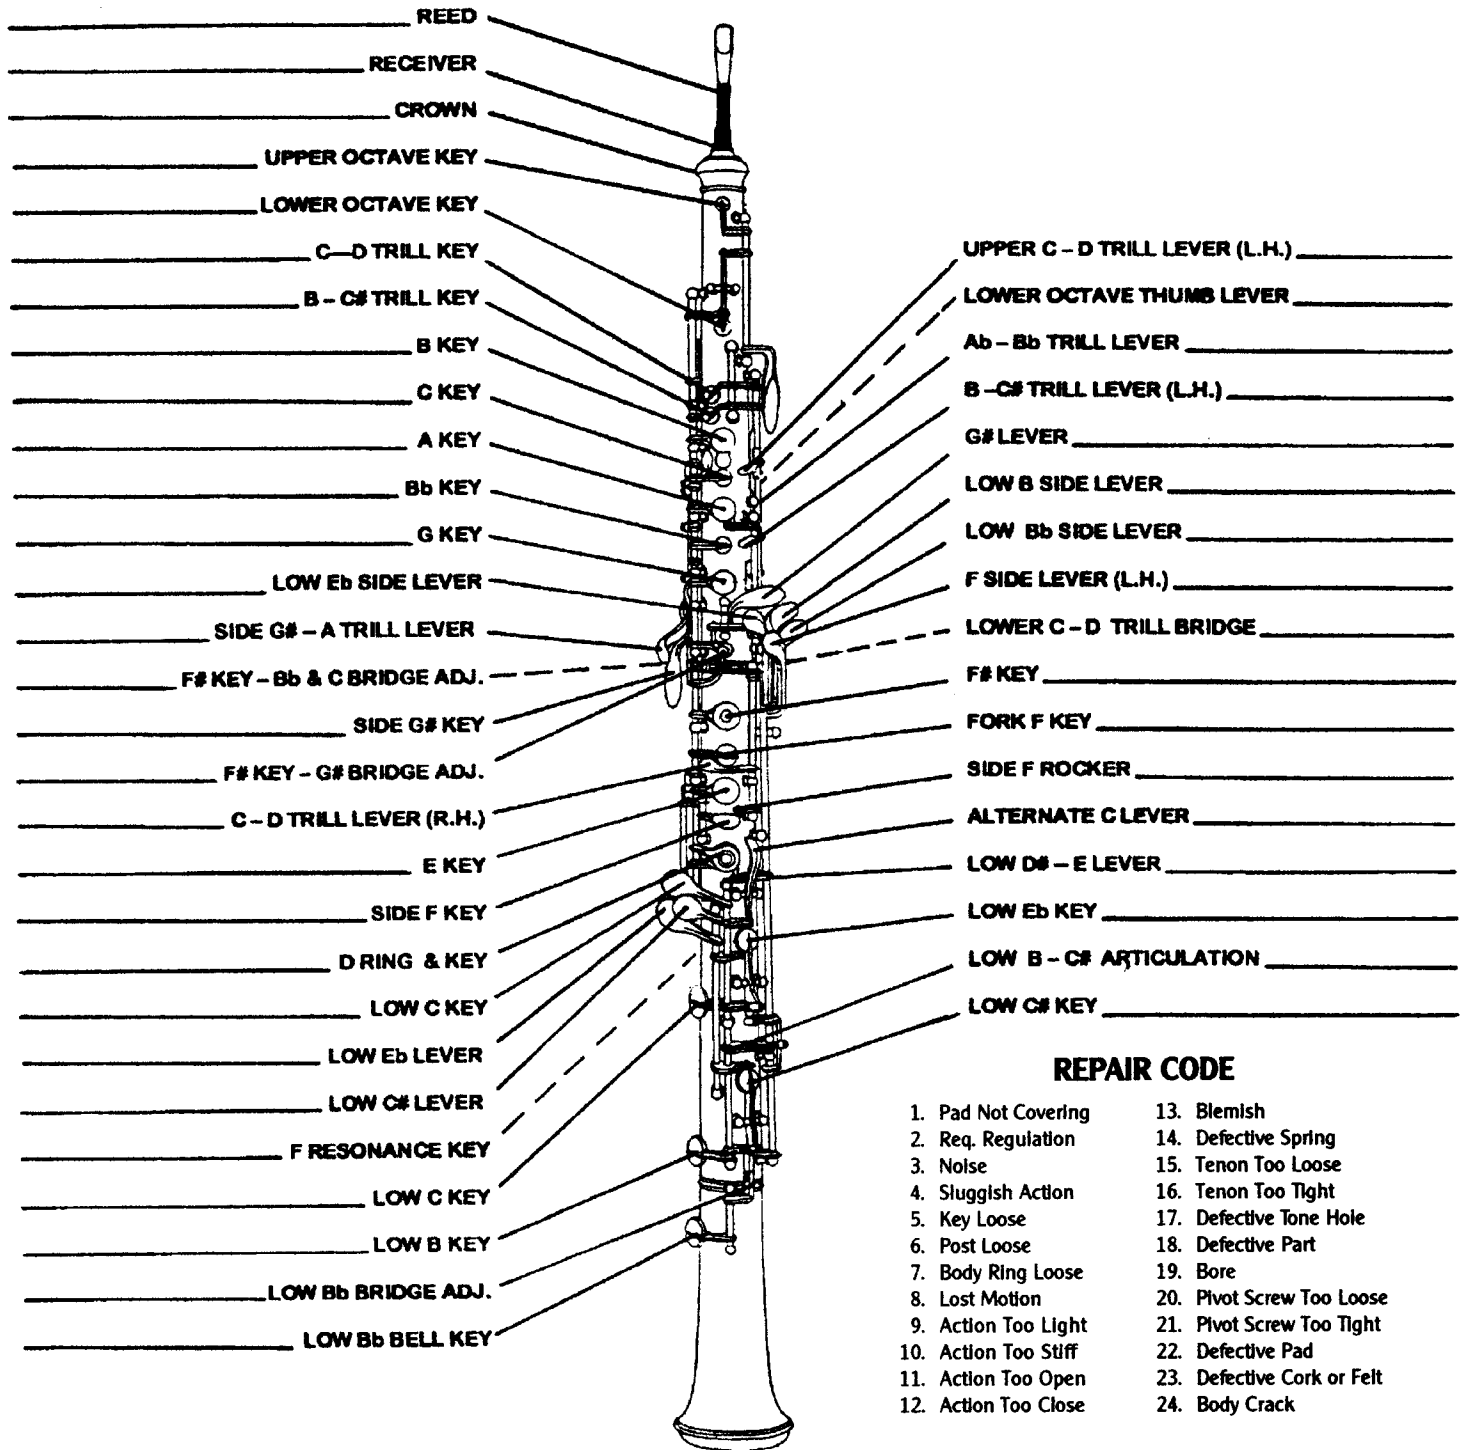 REED
RECEIVER
CROWN
UPPER OCTAVE KEY
LOWER OCTAVE KEY
C—D TRILL KEY
B – C# TRILL KEY
B KEY
C KEY
A KEY
Bb KEY
G KEY
LOW Eb SIDE LEVER
SIDE G# – A TRILL LEVER
F# KEY – Bb & C BRIDGE ADJ.
SIDE G# KEY
F# KEY – G# BRIDGE ADJ.
C – D TRILL LEVER (R.H.)
E KEY
SIDE F KEY
D RING & KEY
LOW C KEY
LOW Eb LEVER
LOW C# LEVER
F RESONANCE KEY
LOW C KEY
LOW B KEY
LOW Bb BRIDGE ADJ.
LOW Bb BELL KEY
UPPER C – D TRILL LEVER (L.H.)
LOWER OCTAVE THUMB LEVER
Ab – Bb TRILL LEVER
B –C# TRILL LEVER (L.H.)
G# LEVER
LOW B SIDE LEVER
LOW Bb SIDE LEVER
F SIDE LEVER (L.H.)
LOWER C – D TRILL BRIDGE
F# KEY
FORK F KEY
SIDE F ROCKER
ALTERNATE C LEVER
LOW D# – E LEVER
LOW Eb KEY
LOW B – C# ARTICULATION
LOW C# KEY
REPAIR CODE
1. Pad Not Covering
2. Req. Regulation
3. Noise
4. Sluggish Action
5. Key Loose
6. Post Loose
7. Body Ring Loose
8. Lost Motion
9. Action Too Light
10. Action Too Stiff
11. Action Too Open
12. Action Too Close
13. Blemish
14. Defective Spring
15. Tenon Too Loose
16. Tenon Too Tight
17. Defective Tone Hole
18. Defective Part
19. Bore
20. Pivot Screw Too Loose
21. Pivot Screw Too Tight
22. Defective Pad
23. Defective Cork or Felt
24. Body Crack